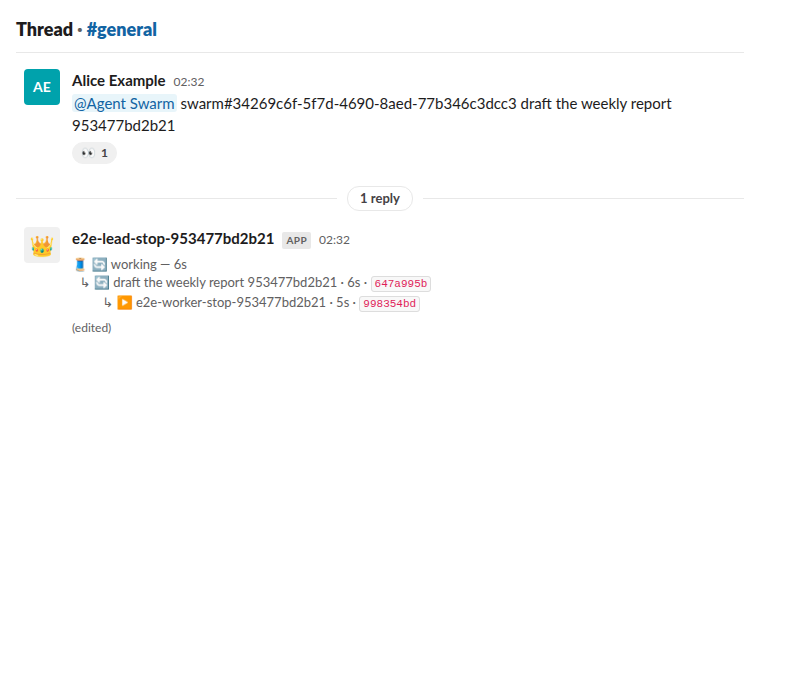 Thread • #general
AE
Alice Example 02:32
@Agent Swarm swarm#34269c6f-5f7d-4690-8aed-77b346c3dcc3 draft the weekly report
953477bd2b21
👀 1
1 reply
e2e-lead-stop-953477bd2b21 APP 02:32
🧵 🔄 working — 6s
↳ 🔄 draft the weekly report 953477bd2b21 · 6s · 647a995b
↳ ▶️ e2e-worker-stop-953477bd2b21 · 5s · 998354bd
(edited)